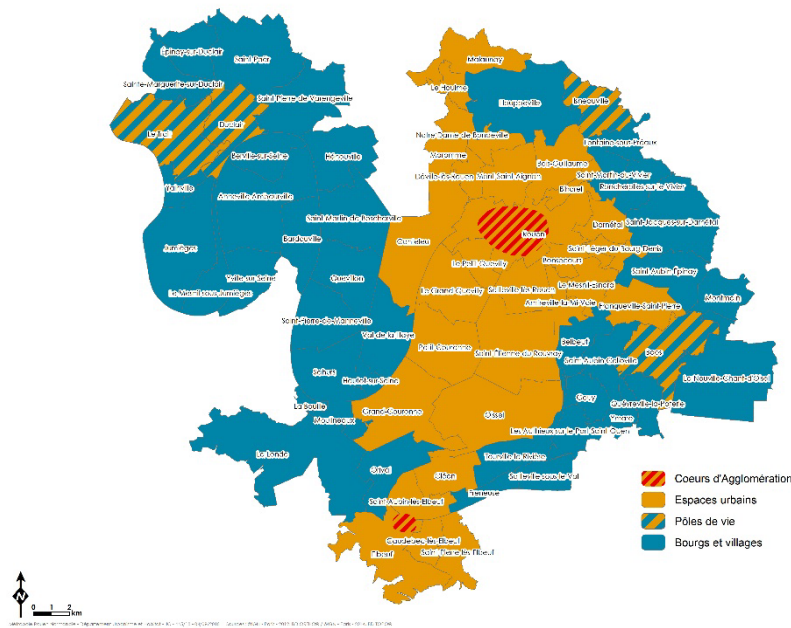 Malaunay
Épinay-sur-Duclair
Saint Paër
Le Houlme
Sainte-Marguerite-sur-Duclair
Saint Pierre de Varengeville
Houppeville
Isneauville
Duclair
Le Trait
Notre Dame de Bondeville
Fontaine-sous-Préaux
Berville-sur-Seine
Hénouville
Maromme
Bois-Guillaume
Saint-Martin-du-Vivier
Déville-lès-Rouen
Mont Saint Aignan
Yainville
Bihorel
Roncherolles sur le Vivier
Anneville-Ambourville
Saint Martin de Boscherville
Darnétal
Saint-Jacques-sur-Darnétal
Rouen
Bardouville
Canteleu
Jumièges
Saint Léger du Bourg Denis
Le Petit-Quevilly
Bonsecours
Saint Aubin Epinay
Yville sur Seine
Quevillon
Le Mesnil-Esnard
Le Mesnil sous Jumièges
Le Grand-Quevilly
Sotteville-lès-Rouen
Montmain
Amfreville la Mi Voie
Franqueville-Saint-Pierre
Saint-Pierre-de-Manneville
Val de la Haye
Belbeuf
Petit-Couronne
Saint Étienne du Rouvray
Boos
Saint-Aubin-Celloville
Sahurs
Hautot-sur-Seine
La Neuville-Chant-d'Oisel
Gouy
Quévreville-la-Poterie
La Bouille
Grand-Couronne
Oissel
Ymare
Moulineaux
Les Authieux-sur-le-Port-Saint-Ouen
La Londe
Tourville-la-Rivière
Orival
Cléon
Sotteville sous le Val
Freneuse
Saint-Aubin-lès-Elbeuf
Caudebec-lès-Elbeuf
Elbeuf
Saint Pierre lès Elbeuf
Coeurs d'Agglomération
Espaces urbains
Pôles de vie
Bourgs et villages
N
0 1 2
km